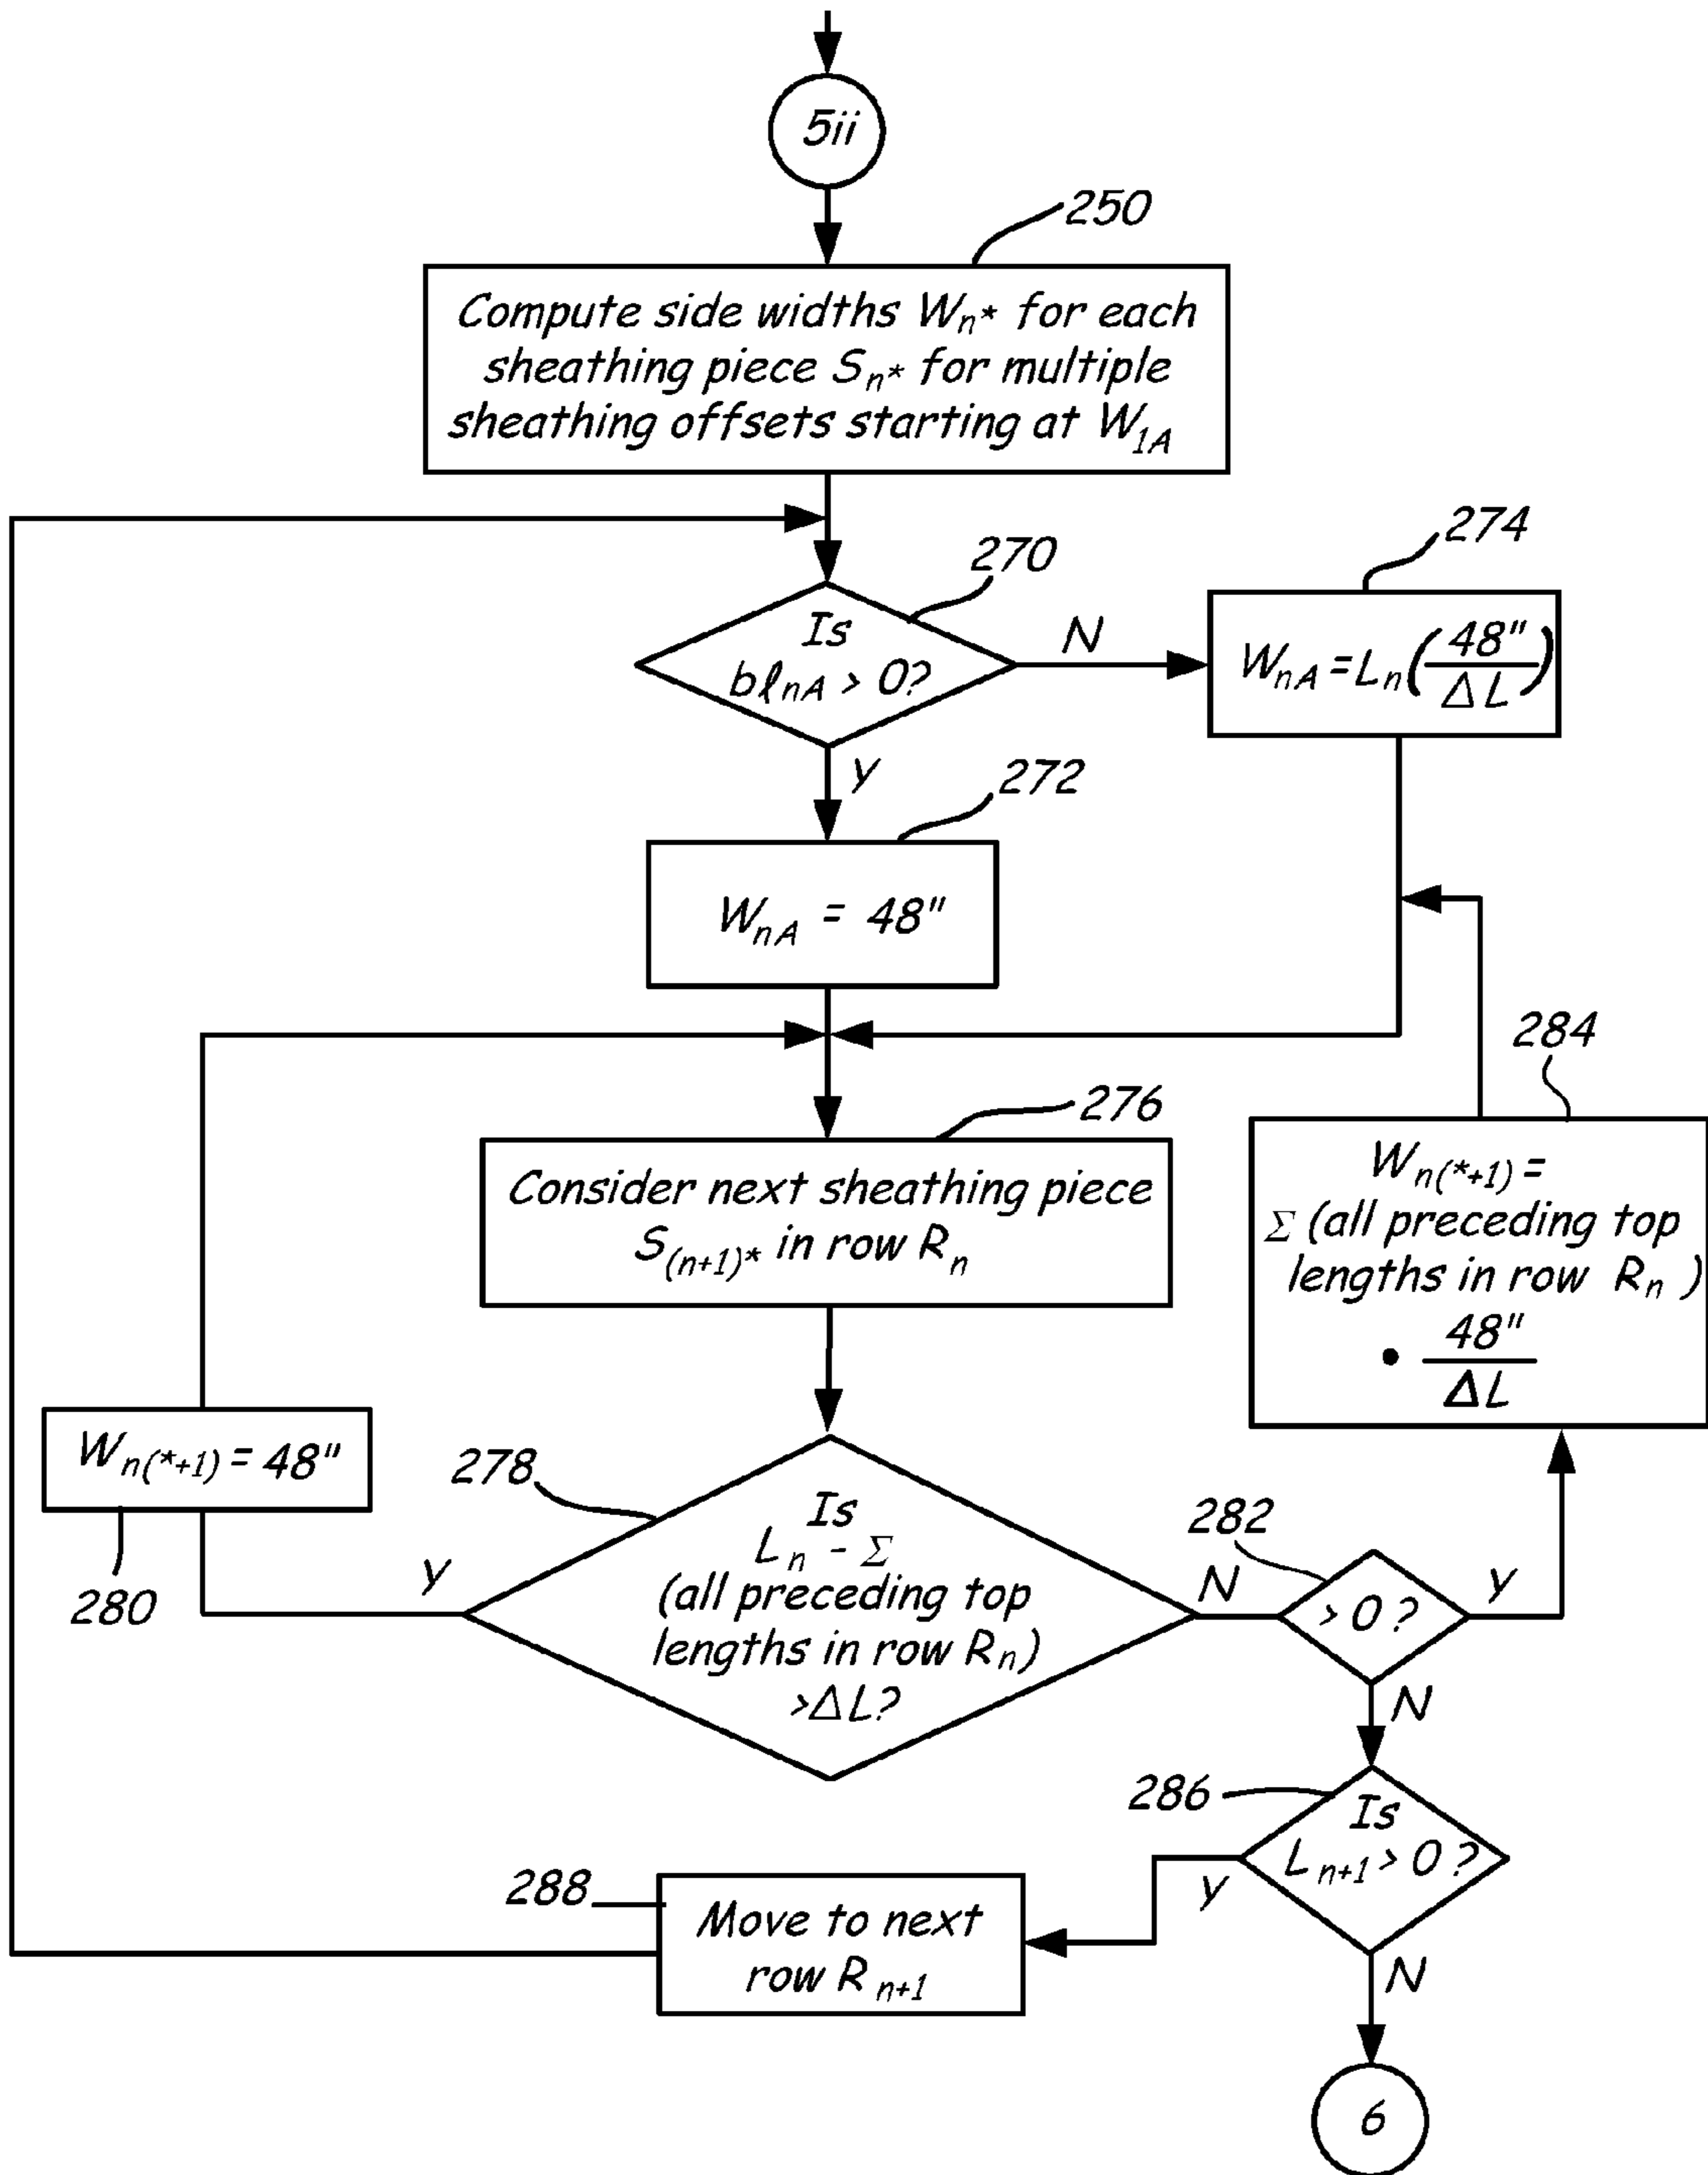 5ii
250
Compute side widths Wn* for each
sheathing piece Sn* for multiple
sheathing offsets starting at W1A
270
Is
bℓnA > 0?
N
274
WnA = Ln(48"/ΔL)
Y
272
WnA = 48"
276
Consider next sheathing piece
S(n+1)* in row Rn
284
Wn(*+1) =
Σ (all preceding top
lengths in row Rn)
• 48"/ΔL
Wn(*+1) = 48"
280
278
Is
Ln - Σ
(all preceding top
lengths in row Rn)
>ΔL?
Y
N
282
> 0?
Y
N
286
Is
Ln+1 > 0?
Y
288
Move to next
row Rn+1
N
6